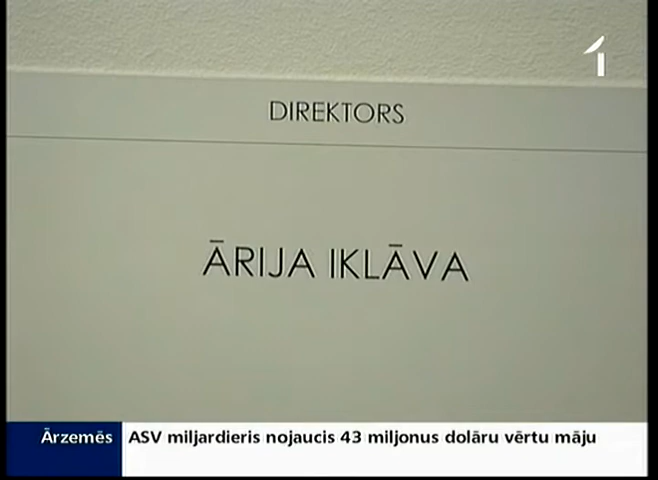 1
DIREKTORS
ĀRIJA IKLĀVA
Ārzemēs ASV miljardieris nojaucis 43 miljonus dolāru vērtu māju